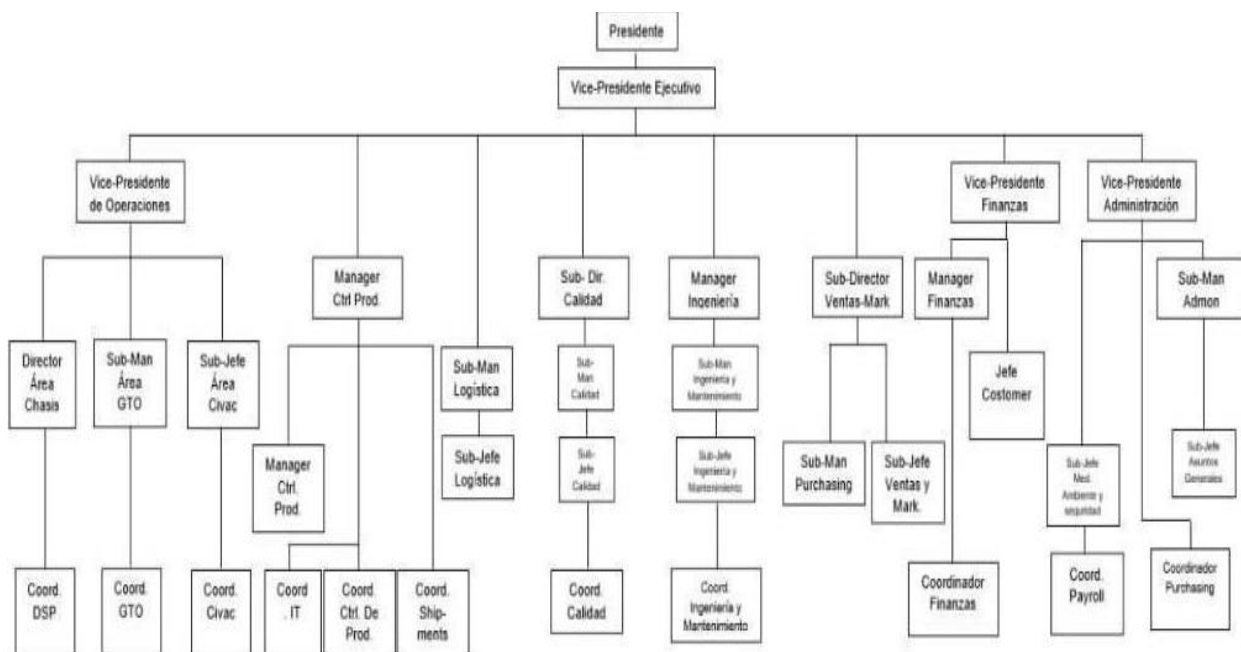 Presidente
Vice-Presidente Ejecutivo
Vice-Presidente
de Operaciones
Vice-Presidente
Finanzas
Vice-Presidente
Administración
Manager
Ctrl Prod.
Sub- Dir.
Calidad
Manager
Ingeniería
Sub-Director
Ventas-Mark
Manager
Finanzas
Sub-Man
Admon
Director
Área
Chasis
Sub-Man
Área
GTO
Sub-Jefe
Área
Civac
Sub-Man
Logística
Sub-
Man
Calidad
Sub-Man
Ingeniería y
Mantenimiento
Jefe
Costomer
Manager
Ctrl.
Prod.
Sub-Jefe
Logística
Sub-
Jefe
Calidad
Sub-Jefe
Ingeniería y
Mantenimiento
Sub-Man
Purchasing
Sub-Jefe
Ventas y
Mark.
Sub-Jefe
Med.
Ambiente y
seguridad
Sub-Jefe
Asuntos
Generales
Coord.
DSP
Coord.
GTO
Coord.
Civac
Coord
. IT
Coord.
Ctrl. De
Prod.
Coord.
Ship-
ments
Coord.
Calidad
Coord.
Ingeniería y
Mantenimiento
Coordinador
Finanzas
Coord.
Payroll
Coordinador
Purchasing